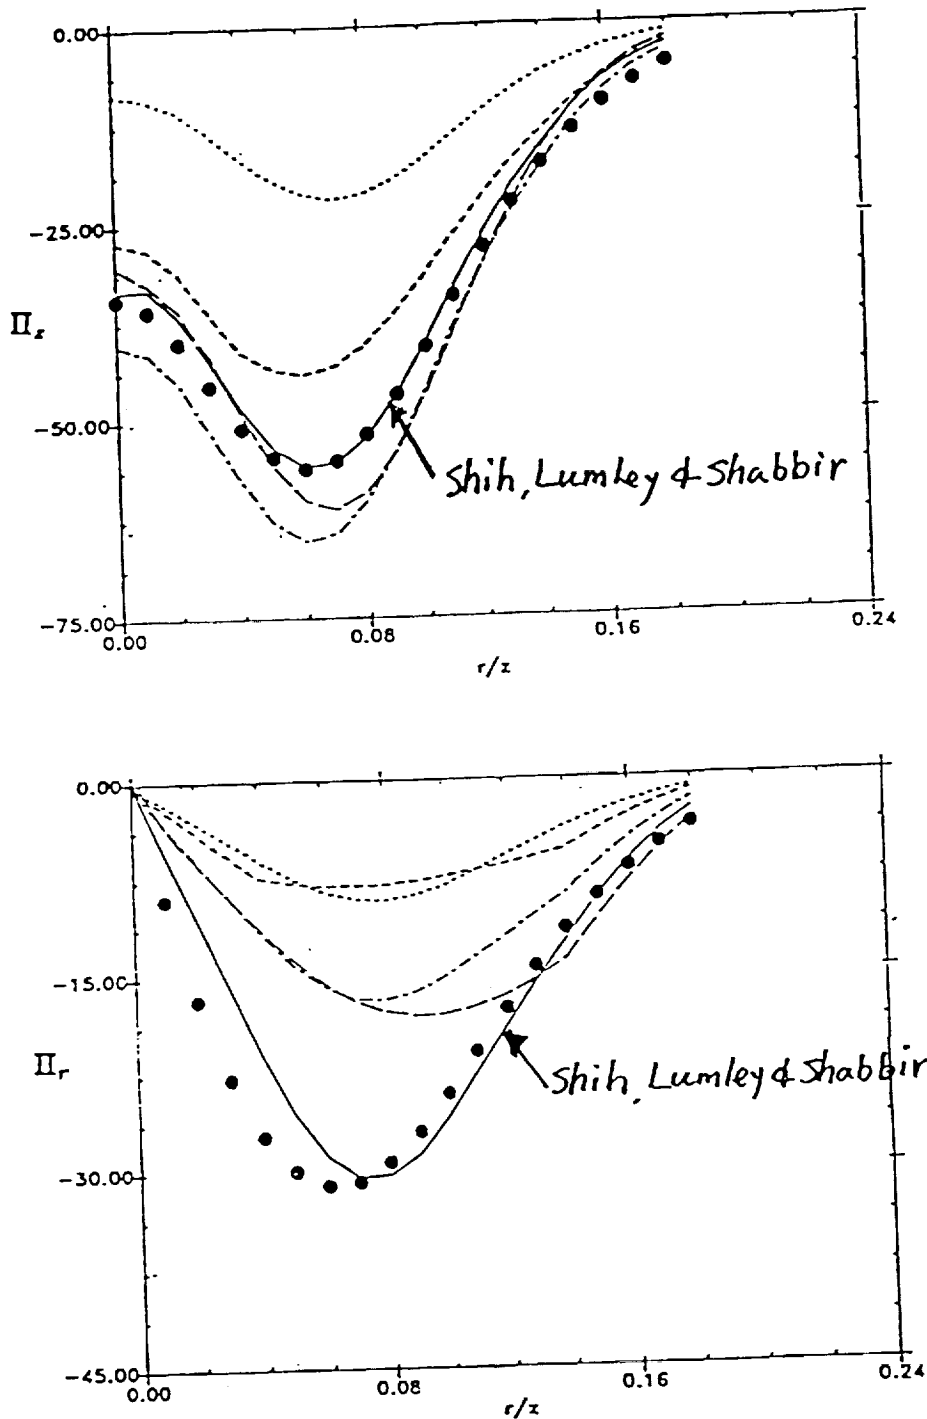 0.00
-25.00
Π_z
-50.00
Shih, Lumley & Shabbir
-75.00
0.00 0.08 0.16 0.24
r/z
0.00
-15.00
Π_r
Shih, Lumley & Shabbir
-30.00
-45.00
0.00 0.08 0.16 0.24
r/z